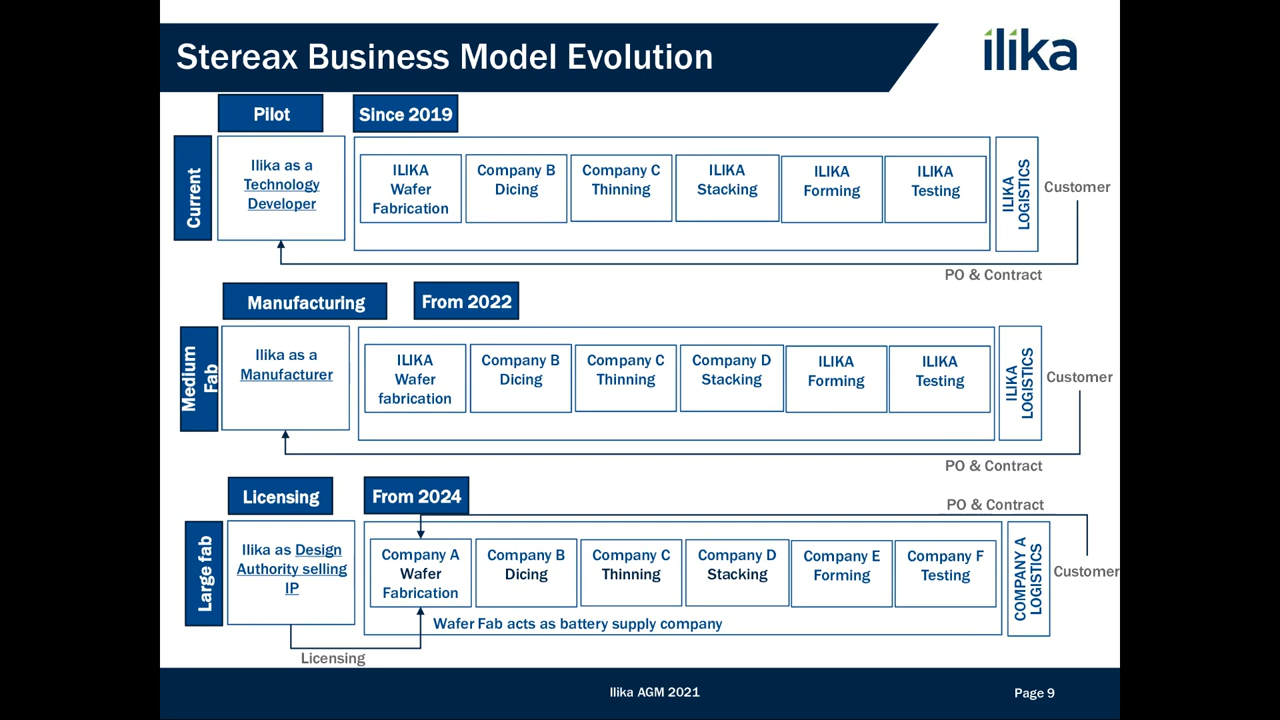 Stereax Business Model Evolution
ilika
Pilot
Since 2019
Current
Ilika as a
Technology
Developer
ILIKA
Wafer
Fabrication
Company B
Dicing
Company C
Thinning
ILIKA
Stacking
ILIKA
Forming
ILIKA
Testing
ILIKA
LOGISTICS
Customer
PO & Contract
Manufacturing
From 2022
Medium
Fab
Ilika as a
Manufacturer
ILIKA
Wafer
fabrication
Company B
Dicing
Company C
Thinning
Company D
Stacking
ILIKA
Forming
ILIKA
Testing
ILIKA
LOGISTICS
Customer
PO & Contract
Licensing
From 2024
PO & Contract
Large fab
Ilika as Design
Authority selling
IP
Company A
Wafer
Fabrication
Company B
Dicing
Company C
Thinning
Company D
Stacking
Company E
Forming
Company F
Testing
COMPANY A
LOGISTICS
Customer
Wafer Fab acts as battery supply company
Licensing
Ilika AGM 2021
Page 9